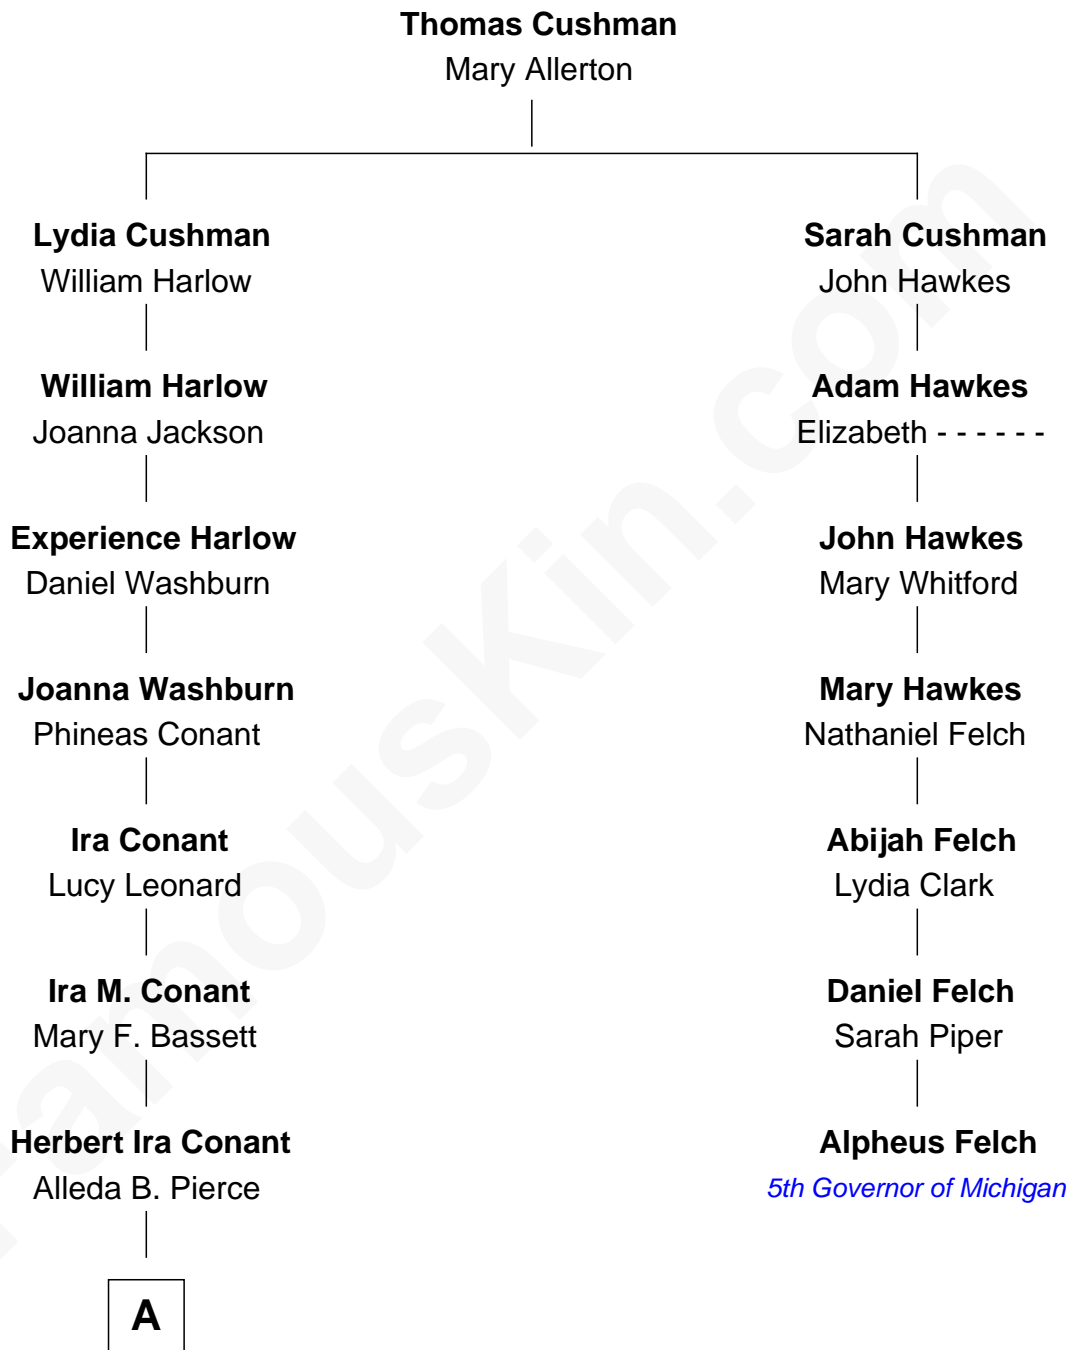 Thomas Cushman
Mary Allerton
Lydia Cushman
William Harlow
Sarah Cushman
John Hawkes
William Harlow
Joanna Jackson
Adam Hawkes
Elizabeth - - - - - -
Experience Harlow
Daniel Washburn
John Hawkes
Mary Whitford
Joanna Washburn
Phineas Conant
Mary Hawkes
Nathaniel Felch
Ira Conant
Lucy Leonard
Abijah Felch
Lydia Clark
Ira M. Conant
Mary F. Bassett
Daniel Felch
Sarah Piper
Herbert Ira Conant
Alleda B. Pierce
Alpheus Felch
5th Governor of Michigan
A
FamousKin.com